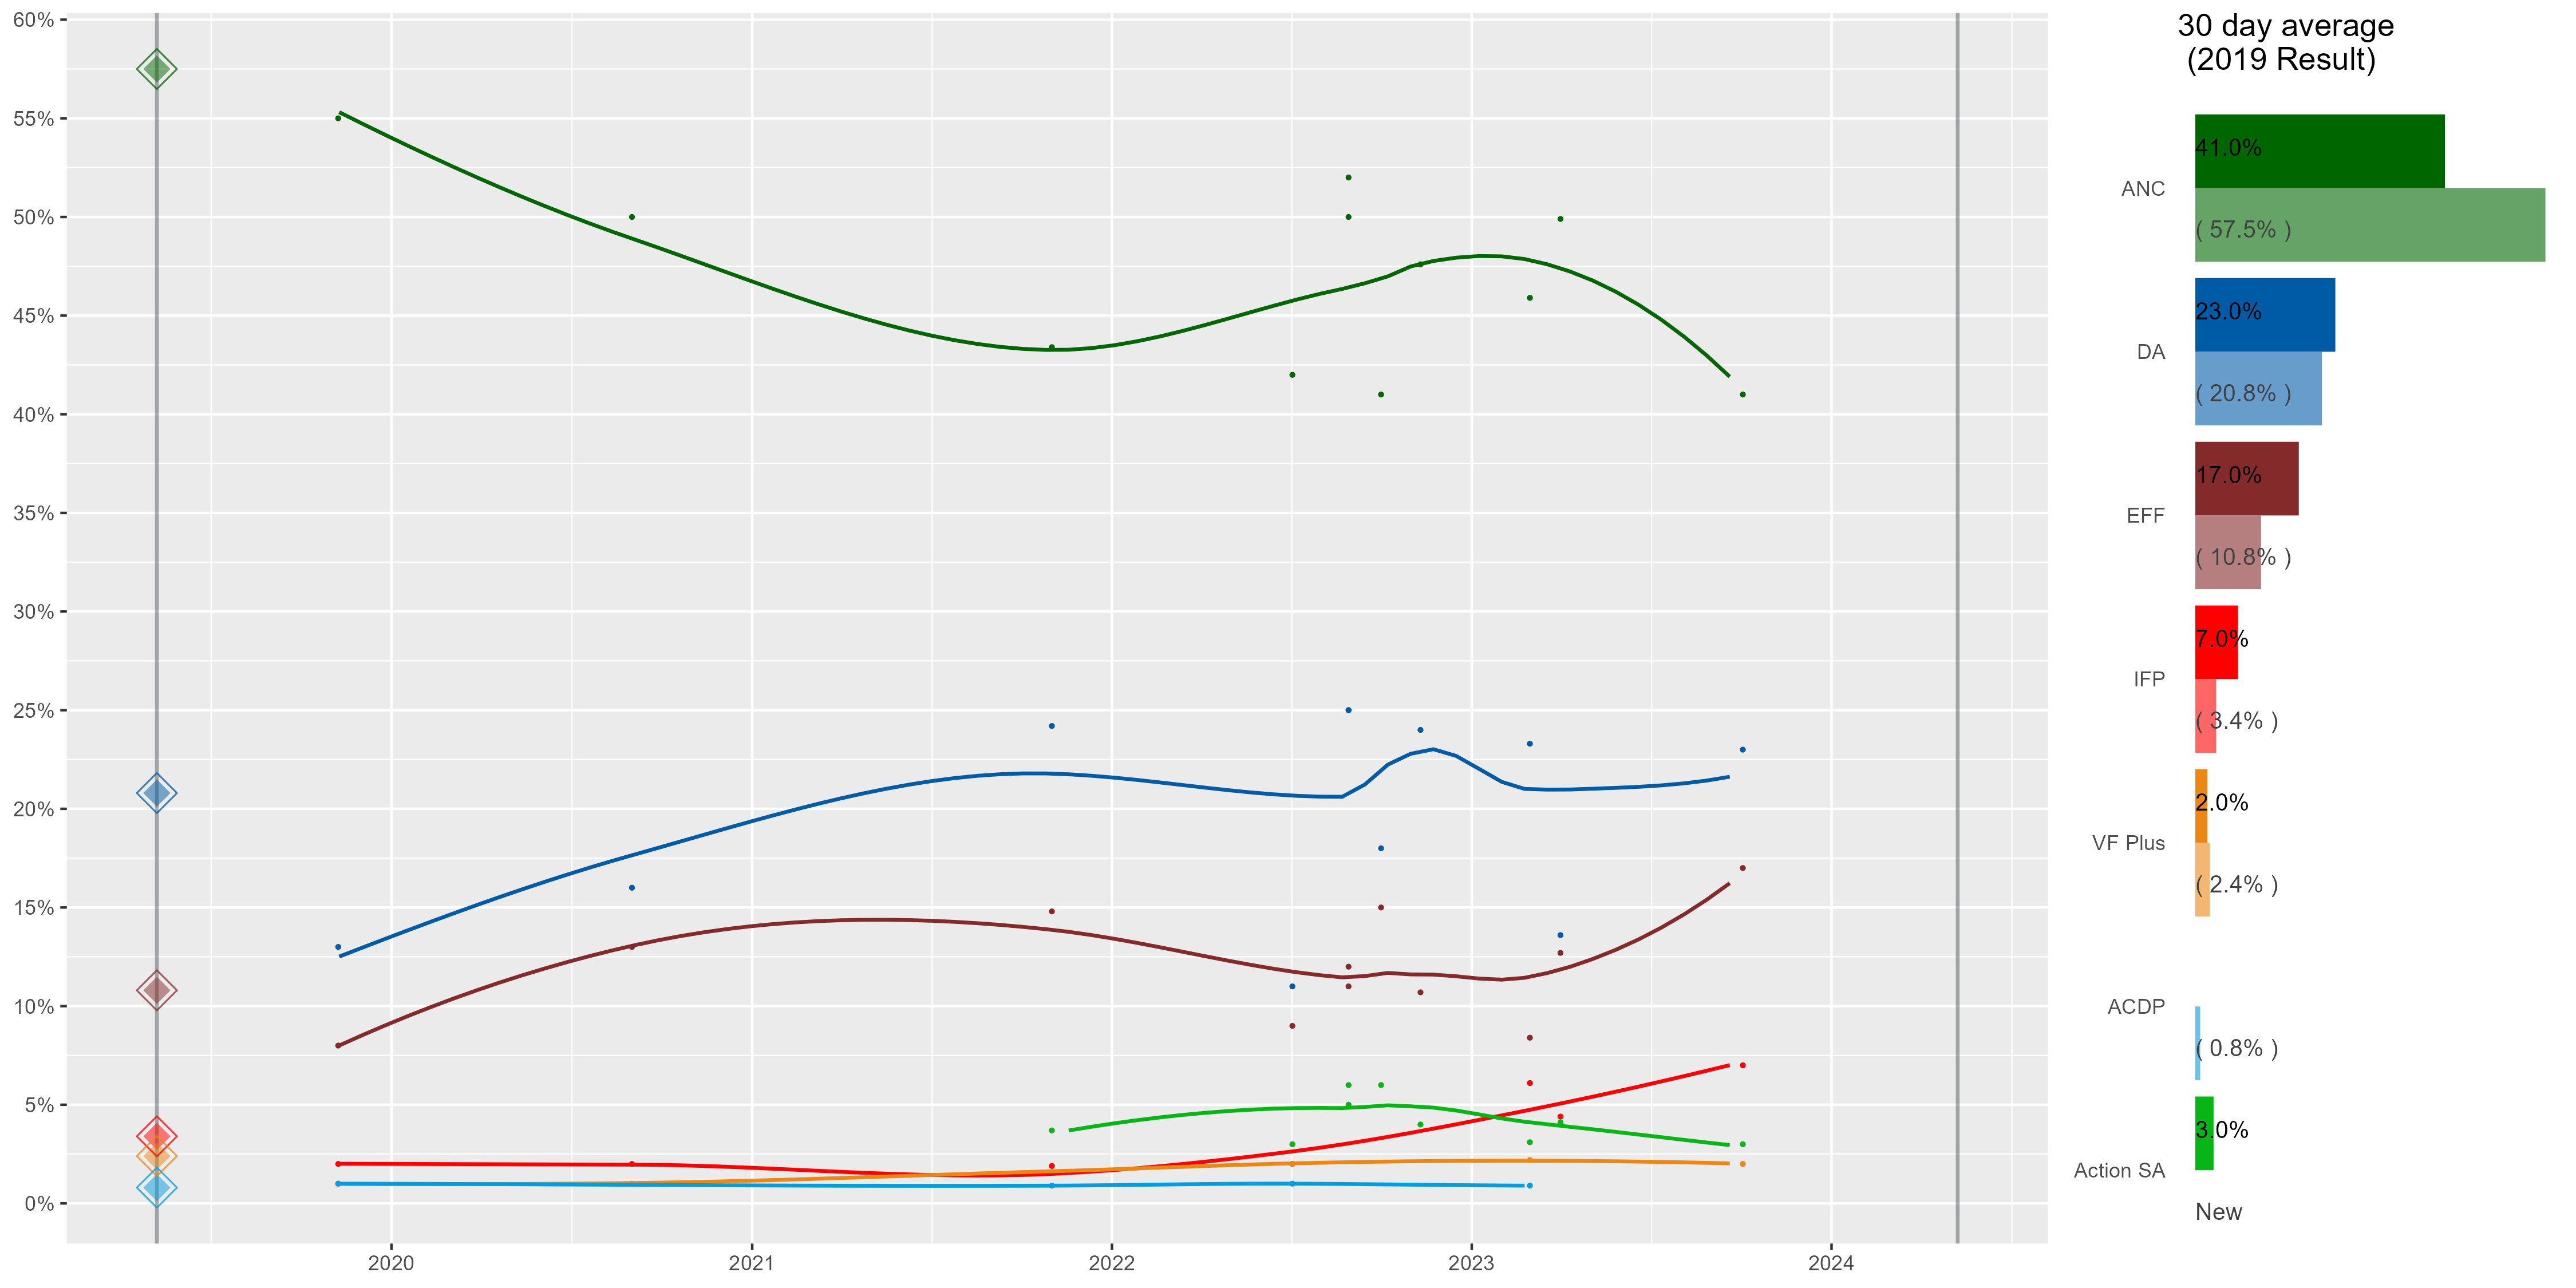 60%
55%
50%
45%
40%
35%
30%
25%
20%
15%
10%
5%
0%
2020
2021
2022
2023
2024
30 day average
(2019 Result)
ANC
41.0%
( 57.5% )
DA
23.0%
( 20.8% )
EFF
17.0%
( 10.8% )
IFP
7.0%
( 3.4% )
VF Plus
2.0%
( 2.4% )
ACDP
( 0.8% )
Action SA
3.0%
New